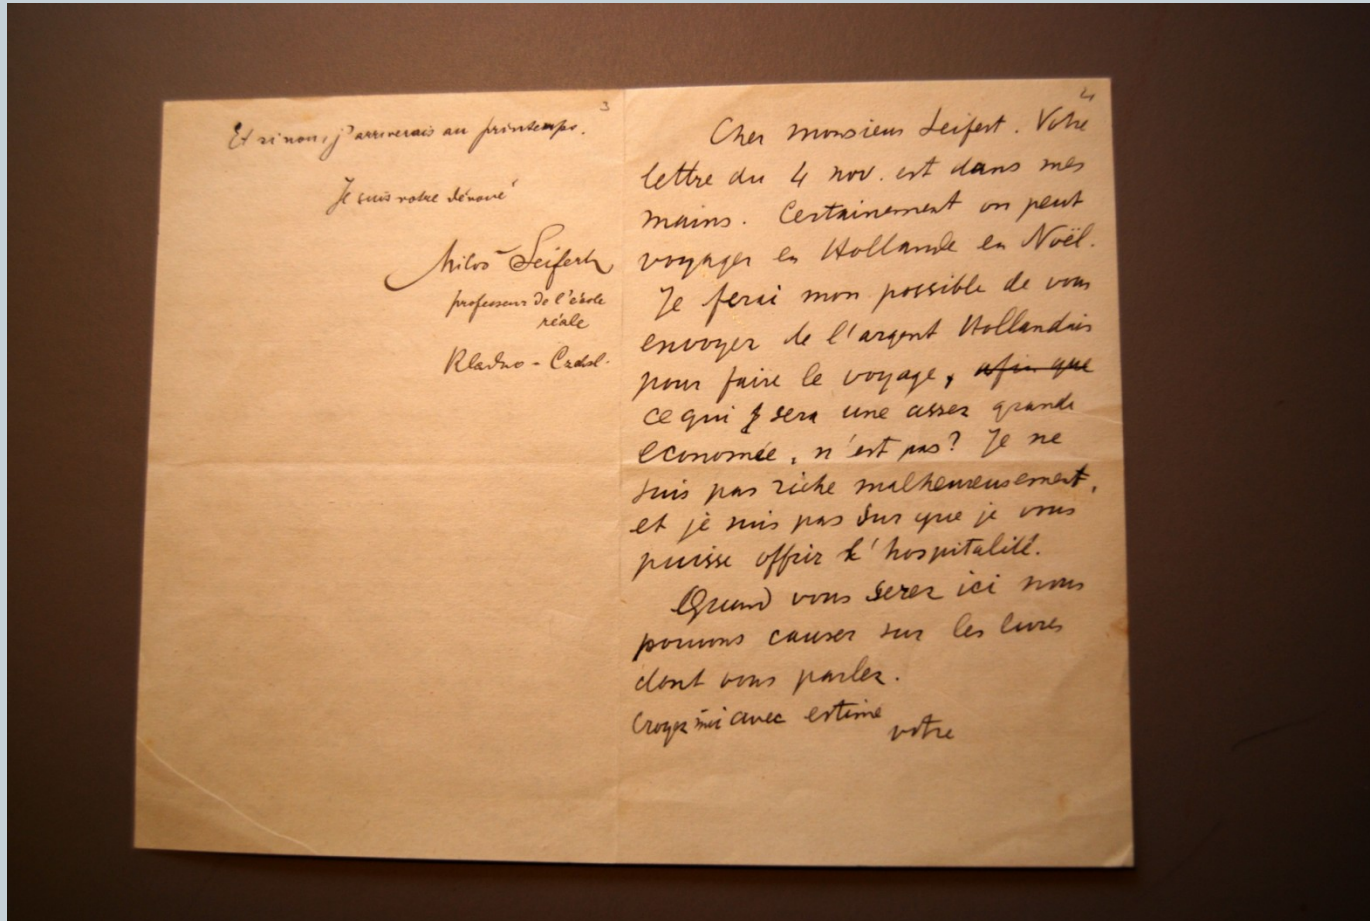 3
Et si non, j'arriverais au printemps.
Je suis votre dévoué
Miloš Seifert
professeur de l'école
réale
Kladno - Czchsl.
4
Cher monsieur Seifert. Votre
lettre du 4 nov. est dans mes
mains. Certainement on peut
voyager en Hollande en Noël.
Je ferai mon possible de vous
envoyer de l'argent Hollandais
pour faire le voyage, afin que
ce qui sera une assez grande
economie, n'est pas? Je ne
suis pas riche malheureusement,
et je suis pas sur que je vous
puisse offrir l'hospitalité.
Quand vous serez ici nous
pouvons causer sur les livres
dont vous parlez.
Croyez moi avec estime
votre